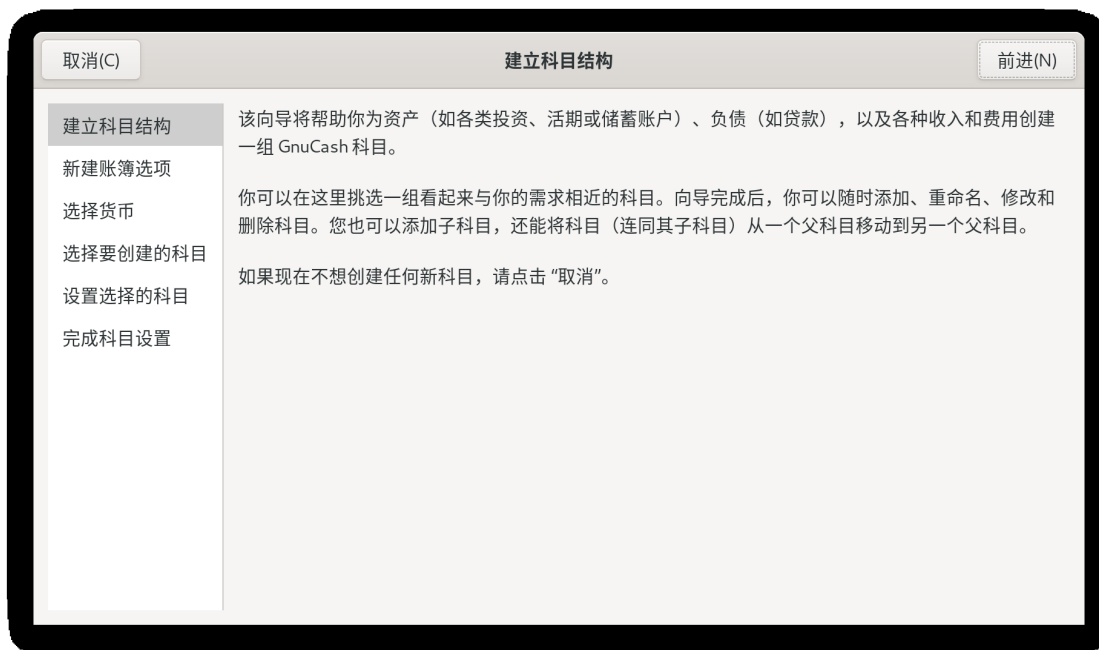 取消(C)
建立科目结构
前进(N)
建立科目结构
新建账簿选项
选择货币
选择要创建的科目
设置选择的科目
完成科目设置
该向导将帮助你为资产（如各类投资、活期或储蓄账户）、负债（如贷款），以及各种收入和费用创建
一组 GnuCash 科目。
你可以在这里挑选一组看起来与你的需求相近的科目。向导完成后，你可以随时添加、重命名、修改和
删除科目。您也可以添加子科目，还能将科目（连同其子科目）从一个父科目移动到另一个父科目。
如果现在不想创建任何新科目，请点击 “取消”。